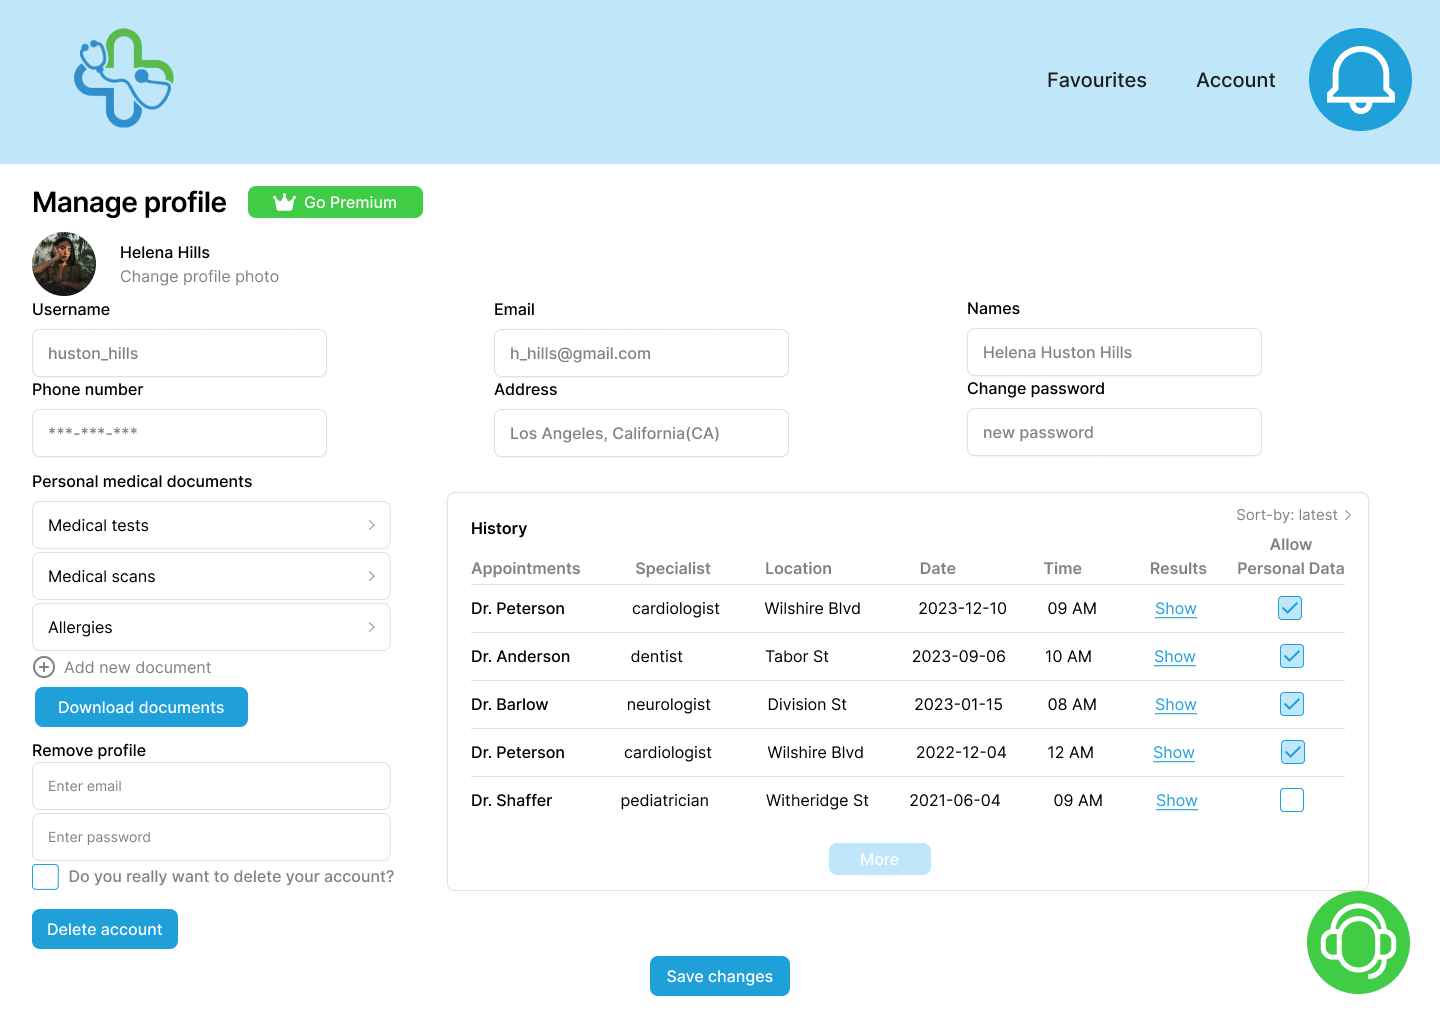 Favourites Account
Manage profile Go Premium
Helena Hills
Change profile photo
Username Email Names
huston_hills h_hills@gmail.com Helena Huston Hills
Phone number Address Change password
***-***-*** Los Angeles, California(CA) new password
Personal medical documents
Medical tests
Medical scans
Allergies
Add new document
Download documents
Remove profile
Enter email
Enter password
Do you really want to delete your account?
Delete account
Sort-by: latest
History
Allow
Appointments Specialist Location Date Time Results Personal Data
Dr. Peterson cardiologist Wilshire Blvd 2023-12-10 09 AM Show
Dr. Anderson dentist Tabor St 2023-09-06 10 AM Show
Dr. Barlow neurologist Division St 2023-01-15 08 AM Show
Dr. Peterson cardiologist Wilshire Blvd 2022-12-04 12 AM Show
Dr. Shaffer pediatrician Witheridge St 2021-06-04 09 AM Show
More
Save changes